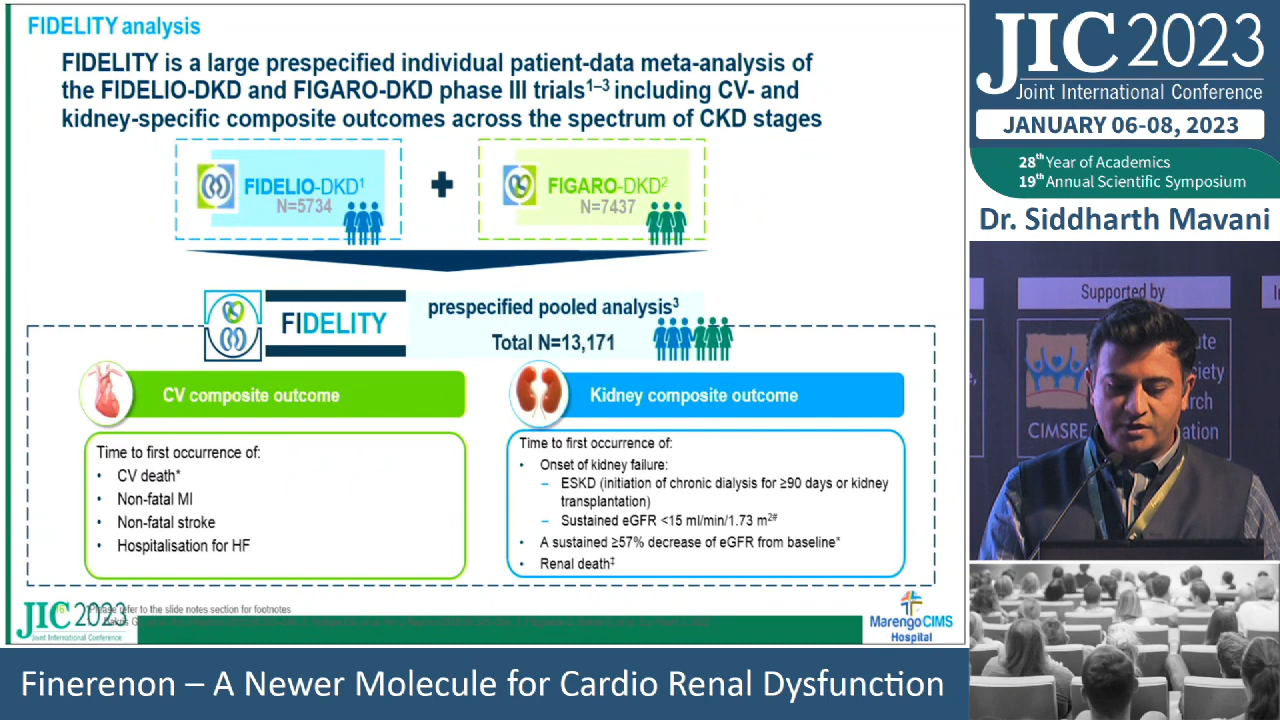 FIDELITY analysis
FIDELITY is a large prespecified individual patient-data meta-analysis of
the FIDELIO-DKD and FIGARO-DKD phase III trials¹⁻³ including CV- and
kidney-specific composite outcomes across the spectrum of CKD stages
FIDELIO-DKD¹
N=5734
+
FIGARO-DKD²
N=7437
FIDELITY
prespecified pooled analysis³
Total N=13,171
CV composite outcome
Time to first occurrence of:
• CV death*
• Non-fatal MI
• Non-fatal stroke
• Hospitalisation for HF
Kidney composite outcome
Time to first occurrence of:
• Onset of kidney failure:
– ESKD (initiation of chronic dialysis for ≥90 days or kidney
transplantation)
– Sustained eGFR <15 ml/min/1.73 m²#
• A sustained ≥57% decrease of eGFR from baseline*
• Renal death‡
Please refer to the slide notes section for footnotes
JIC 2023
Joint International Conference
MarengoCIMS
Hospital
JIC 2023
Joint International Conference
JANUARY 06-08, 2023
28th Year of Academics
19th Annual Scientific Symposium
Dr. Siddharth Mavani
Supported by
CIMSRE
Finerenon – A Newer Molecule for Cardio Renal Dysfunction